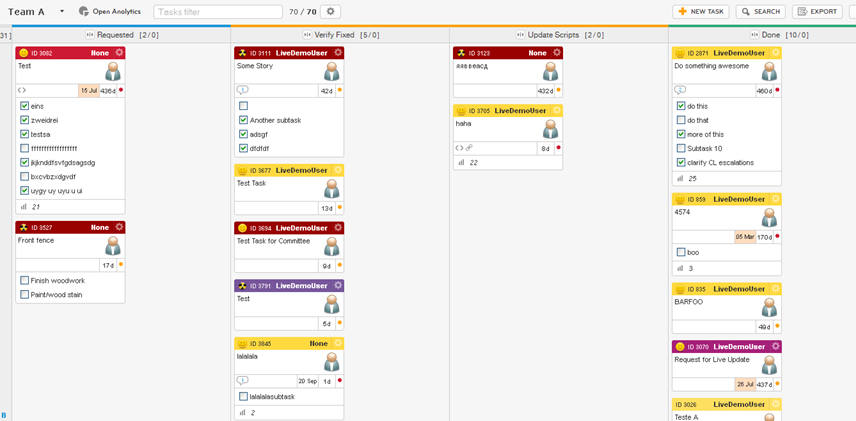 Team A
Open Analytics
Tasks filter
70 / 70
NEW TASK
SEARCH
EXPORT
31 ]
Requested [2/0]
Verify Fixed [5/0]
Update Scripts [2/0]
Done [10/0]
ID 3082 None
Test
15 Jul 436d
eins
zweidrei
testsa
ffffffffffffffffff
jkjknddfsvfgdsagsdg
bxcvbzxdgvdf
uygy uy uyu u ui
21
ID 3527 None
Front fence
17d
Finish woodwork
Paint/wood stain
ID 3111 LiveDemoUser
Some Story
42d
Another subtask
adsgf
dfdfdf
ID 3677 LiveDemoUser
Test Task
13d
ID 3694 LiveDemoUser
Test Task for Committee
9d
ID 3791 LiveDemoUser
Test
5d
ID 3845 None
lalalala
20 Sep 1d
lalalalasubtask
2
ID 3123 None
432d
ID 3705 LiveDemoUser
haha
8d
22
ID 2871 LiveDemoUser
Do something awesome
460d
do this
do that
more of this
Subtask 10
clarify CL escalations
25
ID 859 LiveDemoUser
4574
05 Mar 170d
boo
3
ID 835 LiveDemoUser
BARFOO
49d
ID 3070 LiveDemoUser
Request for Live Update
26 Jul 437d
ID 3026 LiveDemoUser
Teste A
B